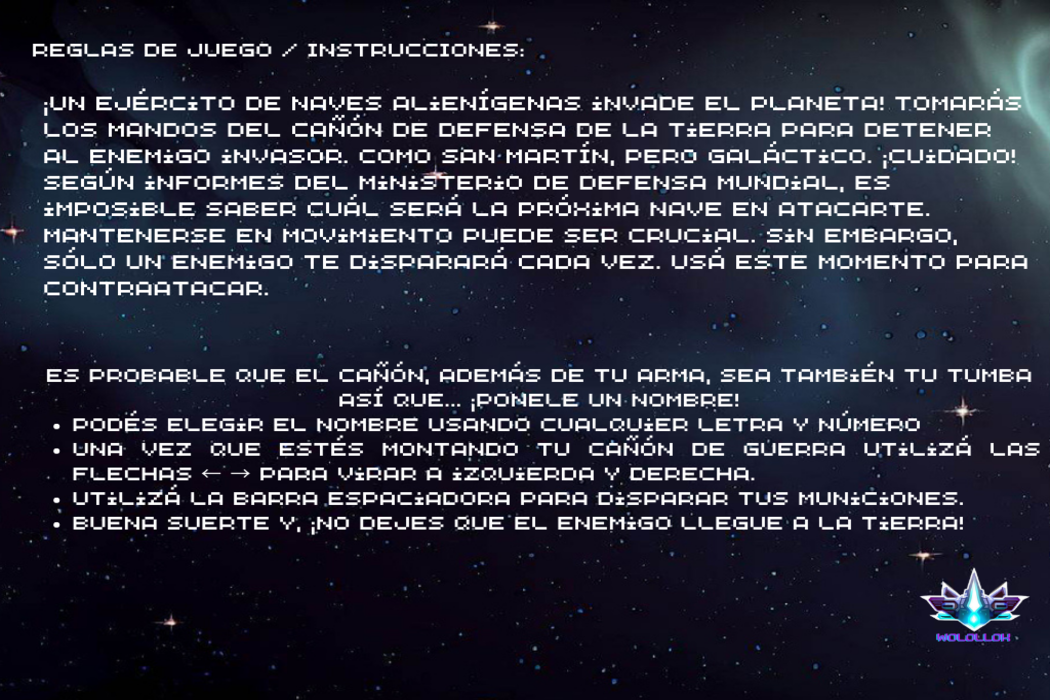 REGLAS DE JUEGO / INSTRUCCIONES:
¡UN EJÉRCITO DE NAVES ALIENÍGENAS INVADE EL PLANETA! TOMARÁS
LOS MANDOS DEL CAÑÓN DE DEFENSA DE LA TIERRA PARA DETENER
AL ENEMIGO INVASOR. COMO SAN MARTÍN, PERO GALÁCTICO. ¡CUIDADO!
SEGÚN INFORMES DEL MINISTERIO DE DEFENSA MUNDIAL, ES
IMPOSIBLE SABER CUÁL SERÁ LA PRÓXIMA NAVE EN ATACARTE.
MANTENERSE EN MOVIMIENTO PUEDE SER CRUCIAL. SIN EMBARGO,
SÓLO UN ENEMIGO TE DISPARARÁ CADA VEZ. USÁ ESTE MOMENTO PARA
CONTRAATACAR.
ES PROBABLE QUE EL CAÑÓN, ADEMÁS DE TU ARMA, SEA TAMBIÉN TU TUMBA
ASÍ QUE... ¡PONELE UN NOMBRE!
• PODÉS ELEGIR EL NOMBRE USANDO CUALQUIER LETRA Y NÚMERO
• UNA VEZ QUE ESTÉS MONTANDO TU CAÑÓN DE GUERRA UTILIZÁ LAS
FLECHAS ← → PARA VIRAR A IZQUIERDA Y DERECHA.
• UTILIZÁ LA BARRA ESPACIADORA PARA DISPARAR TUS MUNICIONES.
• BUENA SUERTE Y, ¡NO DEJES QUE EL ENEMIGO LLEGUE A LA TIERRA!